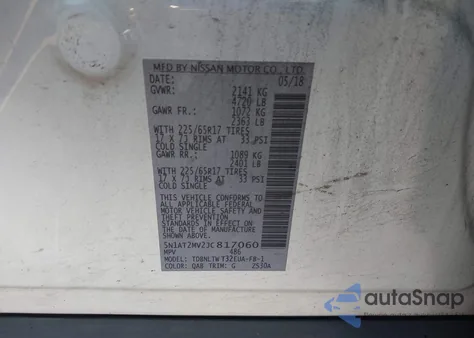 MFD BY NISSAN MOTOR CO., LTD.
DATE: 05/18
GVWR: 2141 KG
4720 LB
GAWR FR.: 1072 KG
2363 LB
WITH 225/65R17 TIRES
17 X 7J RIMS AT 33 PSI
COLD SINGLE
GAWR RR.: 1089 KG
2401 LB
WITH 225/65R17 TIRES
17 X 7J RIMS AT 33 PSI
COLD SINGLE
THIS VEHICLE CONFORMS TO
ALL APPLICABLE FEDERAL
MOTOR VEHICLE SAFETY AND
THEFT PREVENTION
STANDARDS IN EFFECT ON
THE DATE OF MANUFACTURE
SHOWN ABOVE.
5N1AT2MV2JC817060
MPV 486
MODEL: TDBNLTW T32EUA-FB-1
COLOR: QAB TRIM: G 2530A
autoSnap